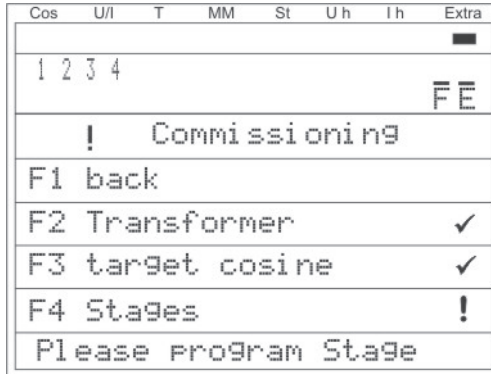 Cos U/I T MM St U h I h Extra
1 2 3 4
F E
! Commissioning
F1 back
F2 Transformer ✓
F3 target cosine ✓
F4 Stages !
Please program Stage